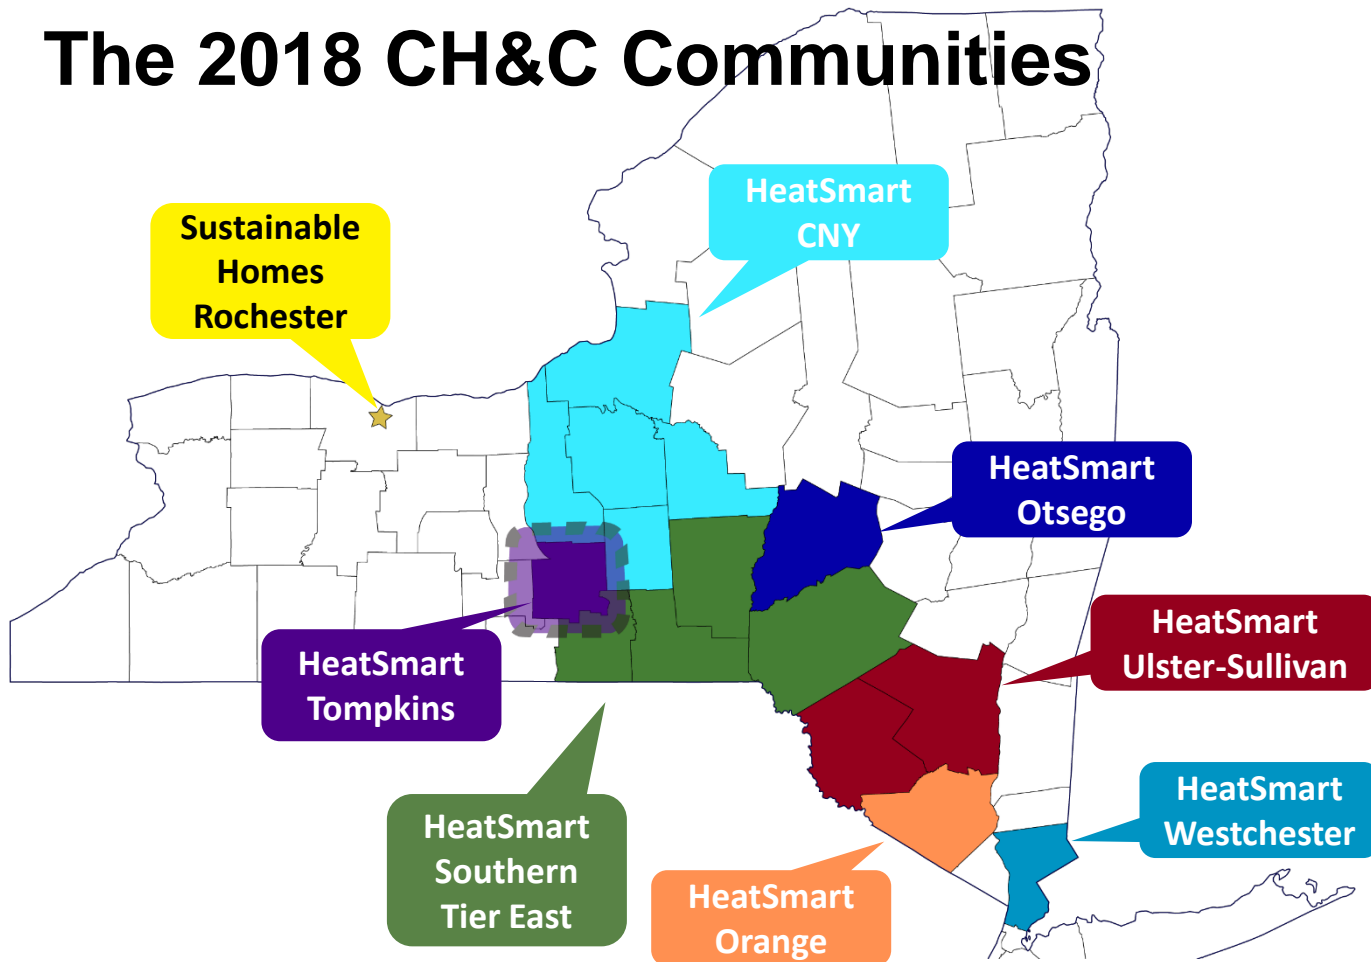 The 2018 CH&C Communities
HeatSmart
CNY
Sustainable
Homes
Rochester
HeatSmart
Otsego
HeatSmart
Ulster-Sullivan
HeatSmart
Tompkins
HeatSmart
Westchester
HeatSmart
Southern
Tier East
HeatSmart
Orange